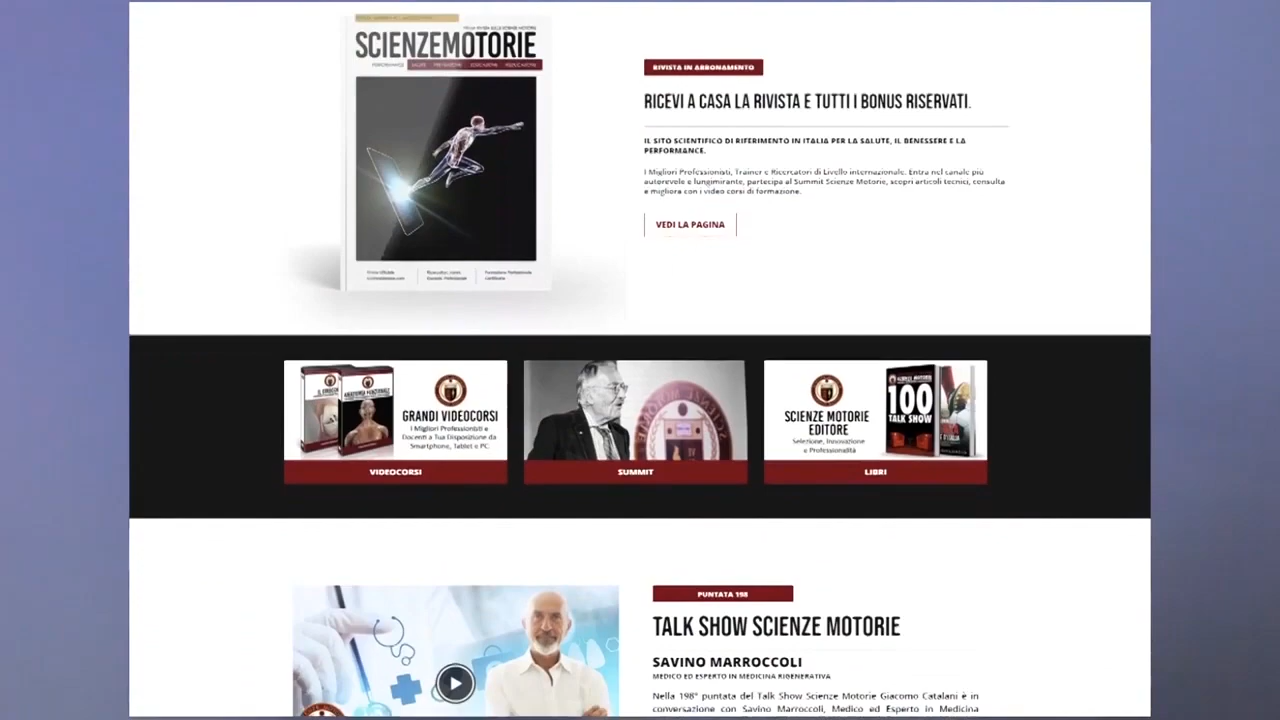 SCIENZEMOTORIE
RIVISTA IN ABBONAMENTO
RICEVI A CASA LA RIVISTA E TUTTI I BONUS RISERVATI.
IL SITO SCIENTIFICO DI RIFERIMENTO IN ITALIA PER LA SALUTE, IL BENESSERE E LA
PERFORMANCE.
I Migliori Professionisti, Trainer e Ricercatori di Livello internazionale. Entra nel canale più
autorevole e lungimirante, partecipa al Summit Scienze Motorie, scopri articoli tecnici, consulta
e migliora con i video corsi di formazione.
VEDI LA PAGINA
GRANDI VIDEOCORSI
I Migliori Professionisti e
Docenti a Tua Disposizione da
Smartphone, Tablet e PC
VIDEOCORSI
SUMMIT
SCIENZE MOTORIE
EDITORE
Selezione, Innovazione
e Professionalità
SCIENZE MOTORIE
100
TALK SHOW
LIBRI
PUNTATA 198
TALK SHOW SCIENZE MOTORIE
SAVINO MARROCCOLI
MEDICO ED ESPERTO IN MEDICINA RIGENERATIVA
Nella 198° puntata del Talk Show Scienze Motorie Giacomo Catalani è in
conversazione con Savino Marroccoli, Medico ed Esperto in Medicina